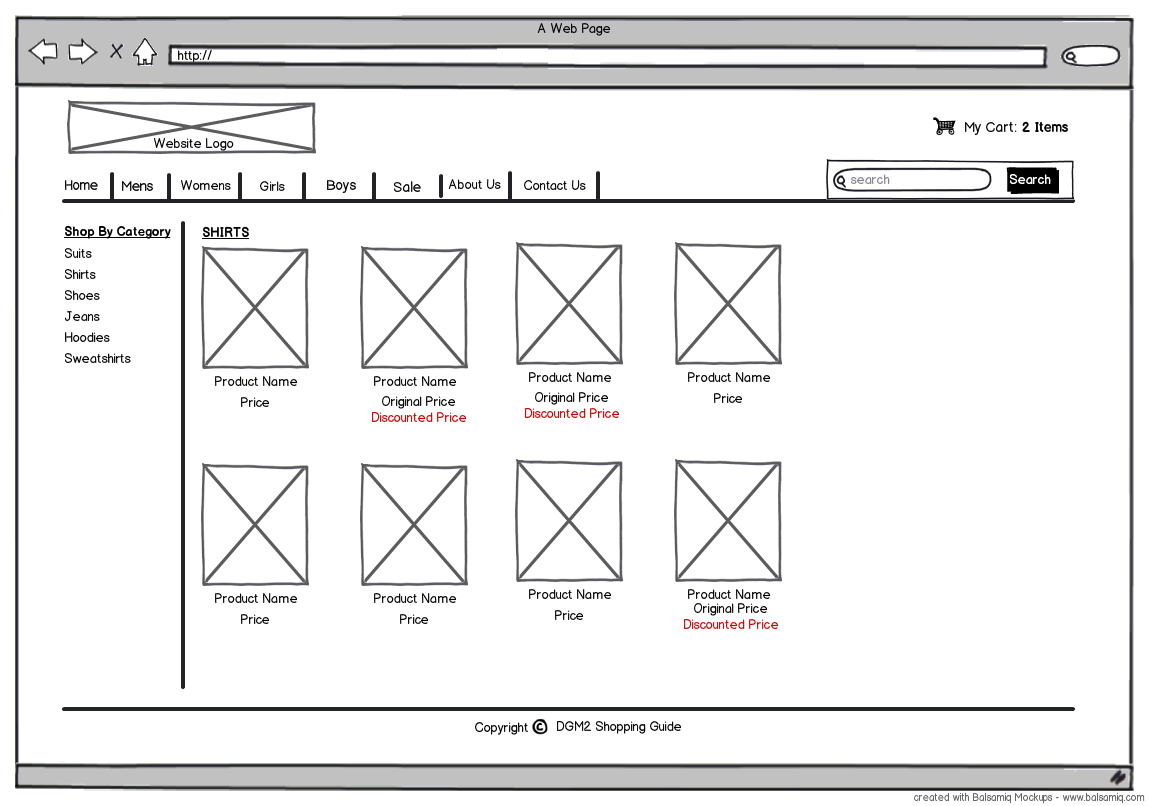 A Web Page
http://
Website Logo
My Cart: 2 Items
Home Mens Womens Girls Boys Sale About Us Contact Us
search Search
Shop By Category
Suits
Shirts
Shoes
Jeans
Hoodies
Sweatshirts
SHIRTS
Product Name
Price
Product Name
Original Price
Discounted Price
Product Name
Original Price
Discounted Price
Product Name
Price
Product Name
Price
Product Name
Price
Product Name
Price
Product Name
Original Price
Discounted Price
Copyright © DGM2 Shopping Guide
created with Balsamiq Mockups - www.balsamiq.com